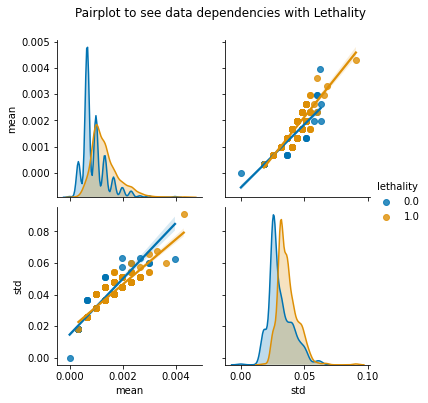 Pairplot to see data dependencies with Lethality
0.005
0.004
0.003
0.002
0.001
0.000
mean
lethality
0.0
1.0
0.08
0.06
0.04
0.02
0.00
std
0.000 0.002 0.004
mean
0.00 0.05 0.10
std